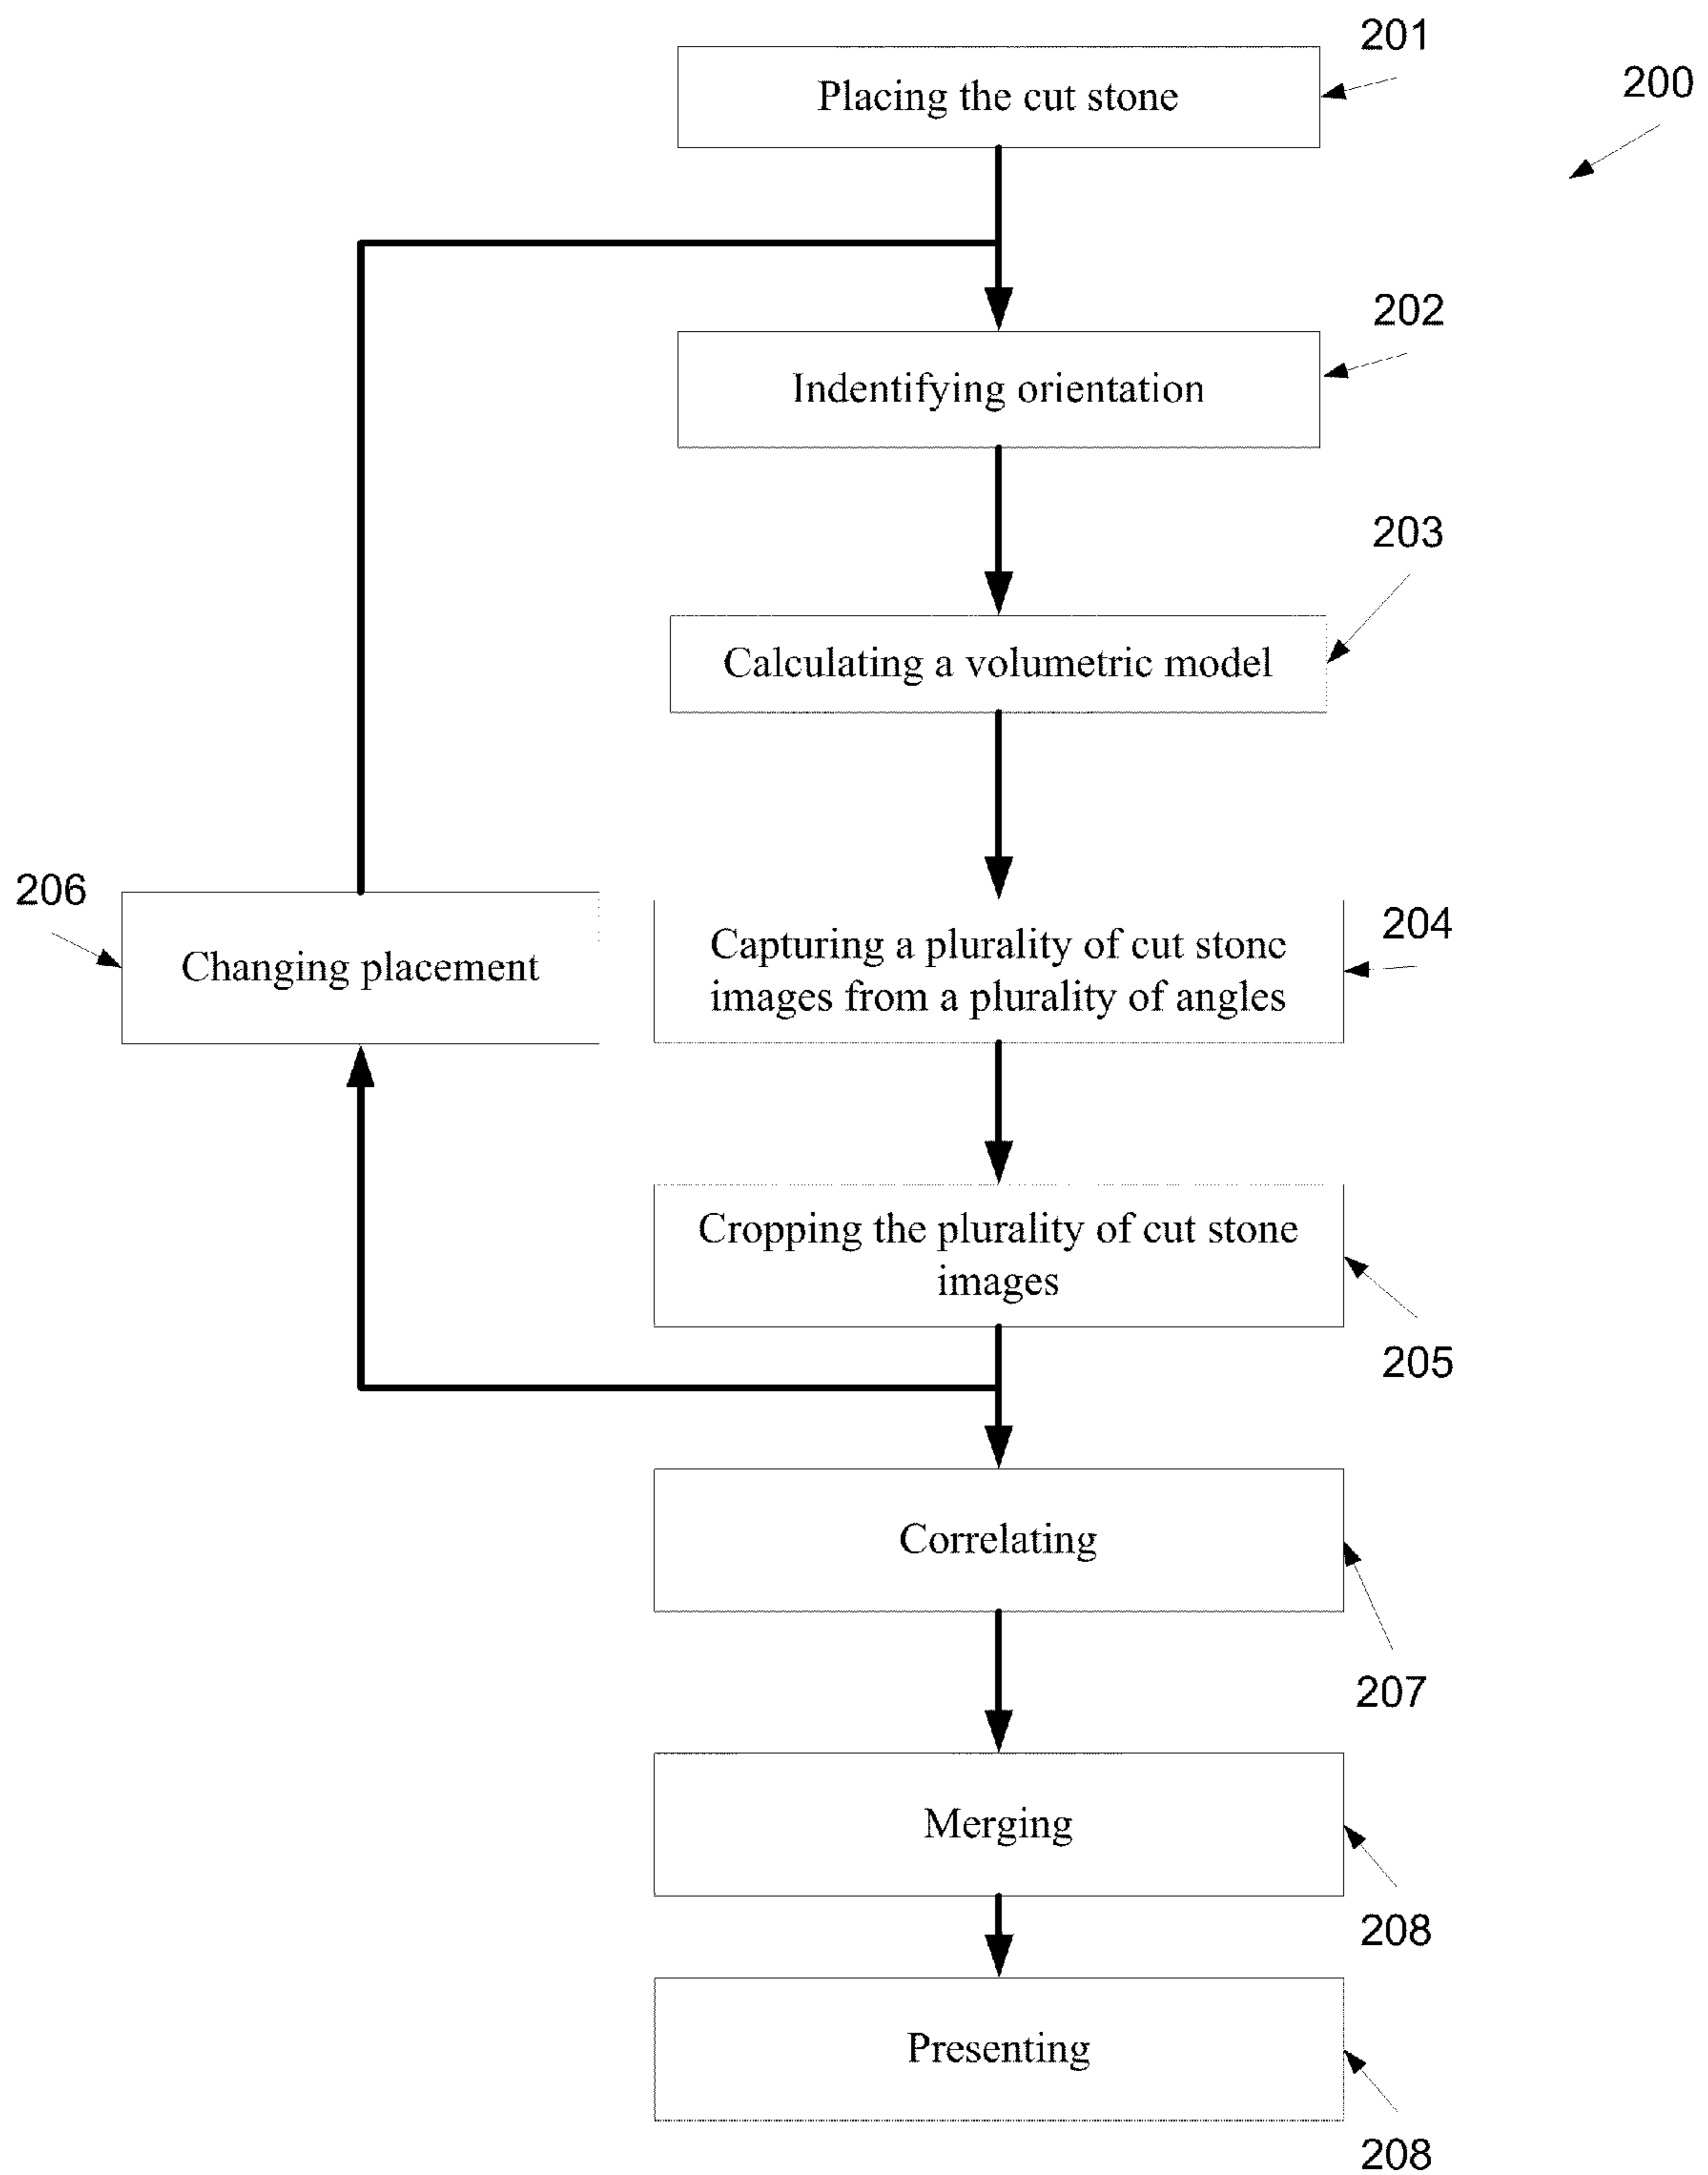 201
Placing the cut stone
200
202
Indentifying orientation
203
Calculating a volumetric model
206
Changing placement
204
Capturing a plurality of cut stone
images from a plurality of angles
Cropping the plurality of cut stone
images
205
Correlating
207
Merging
208
Presenting
208